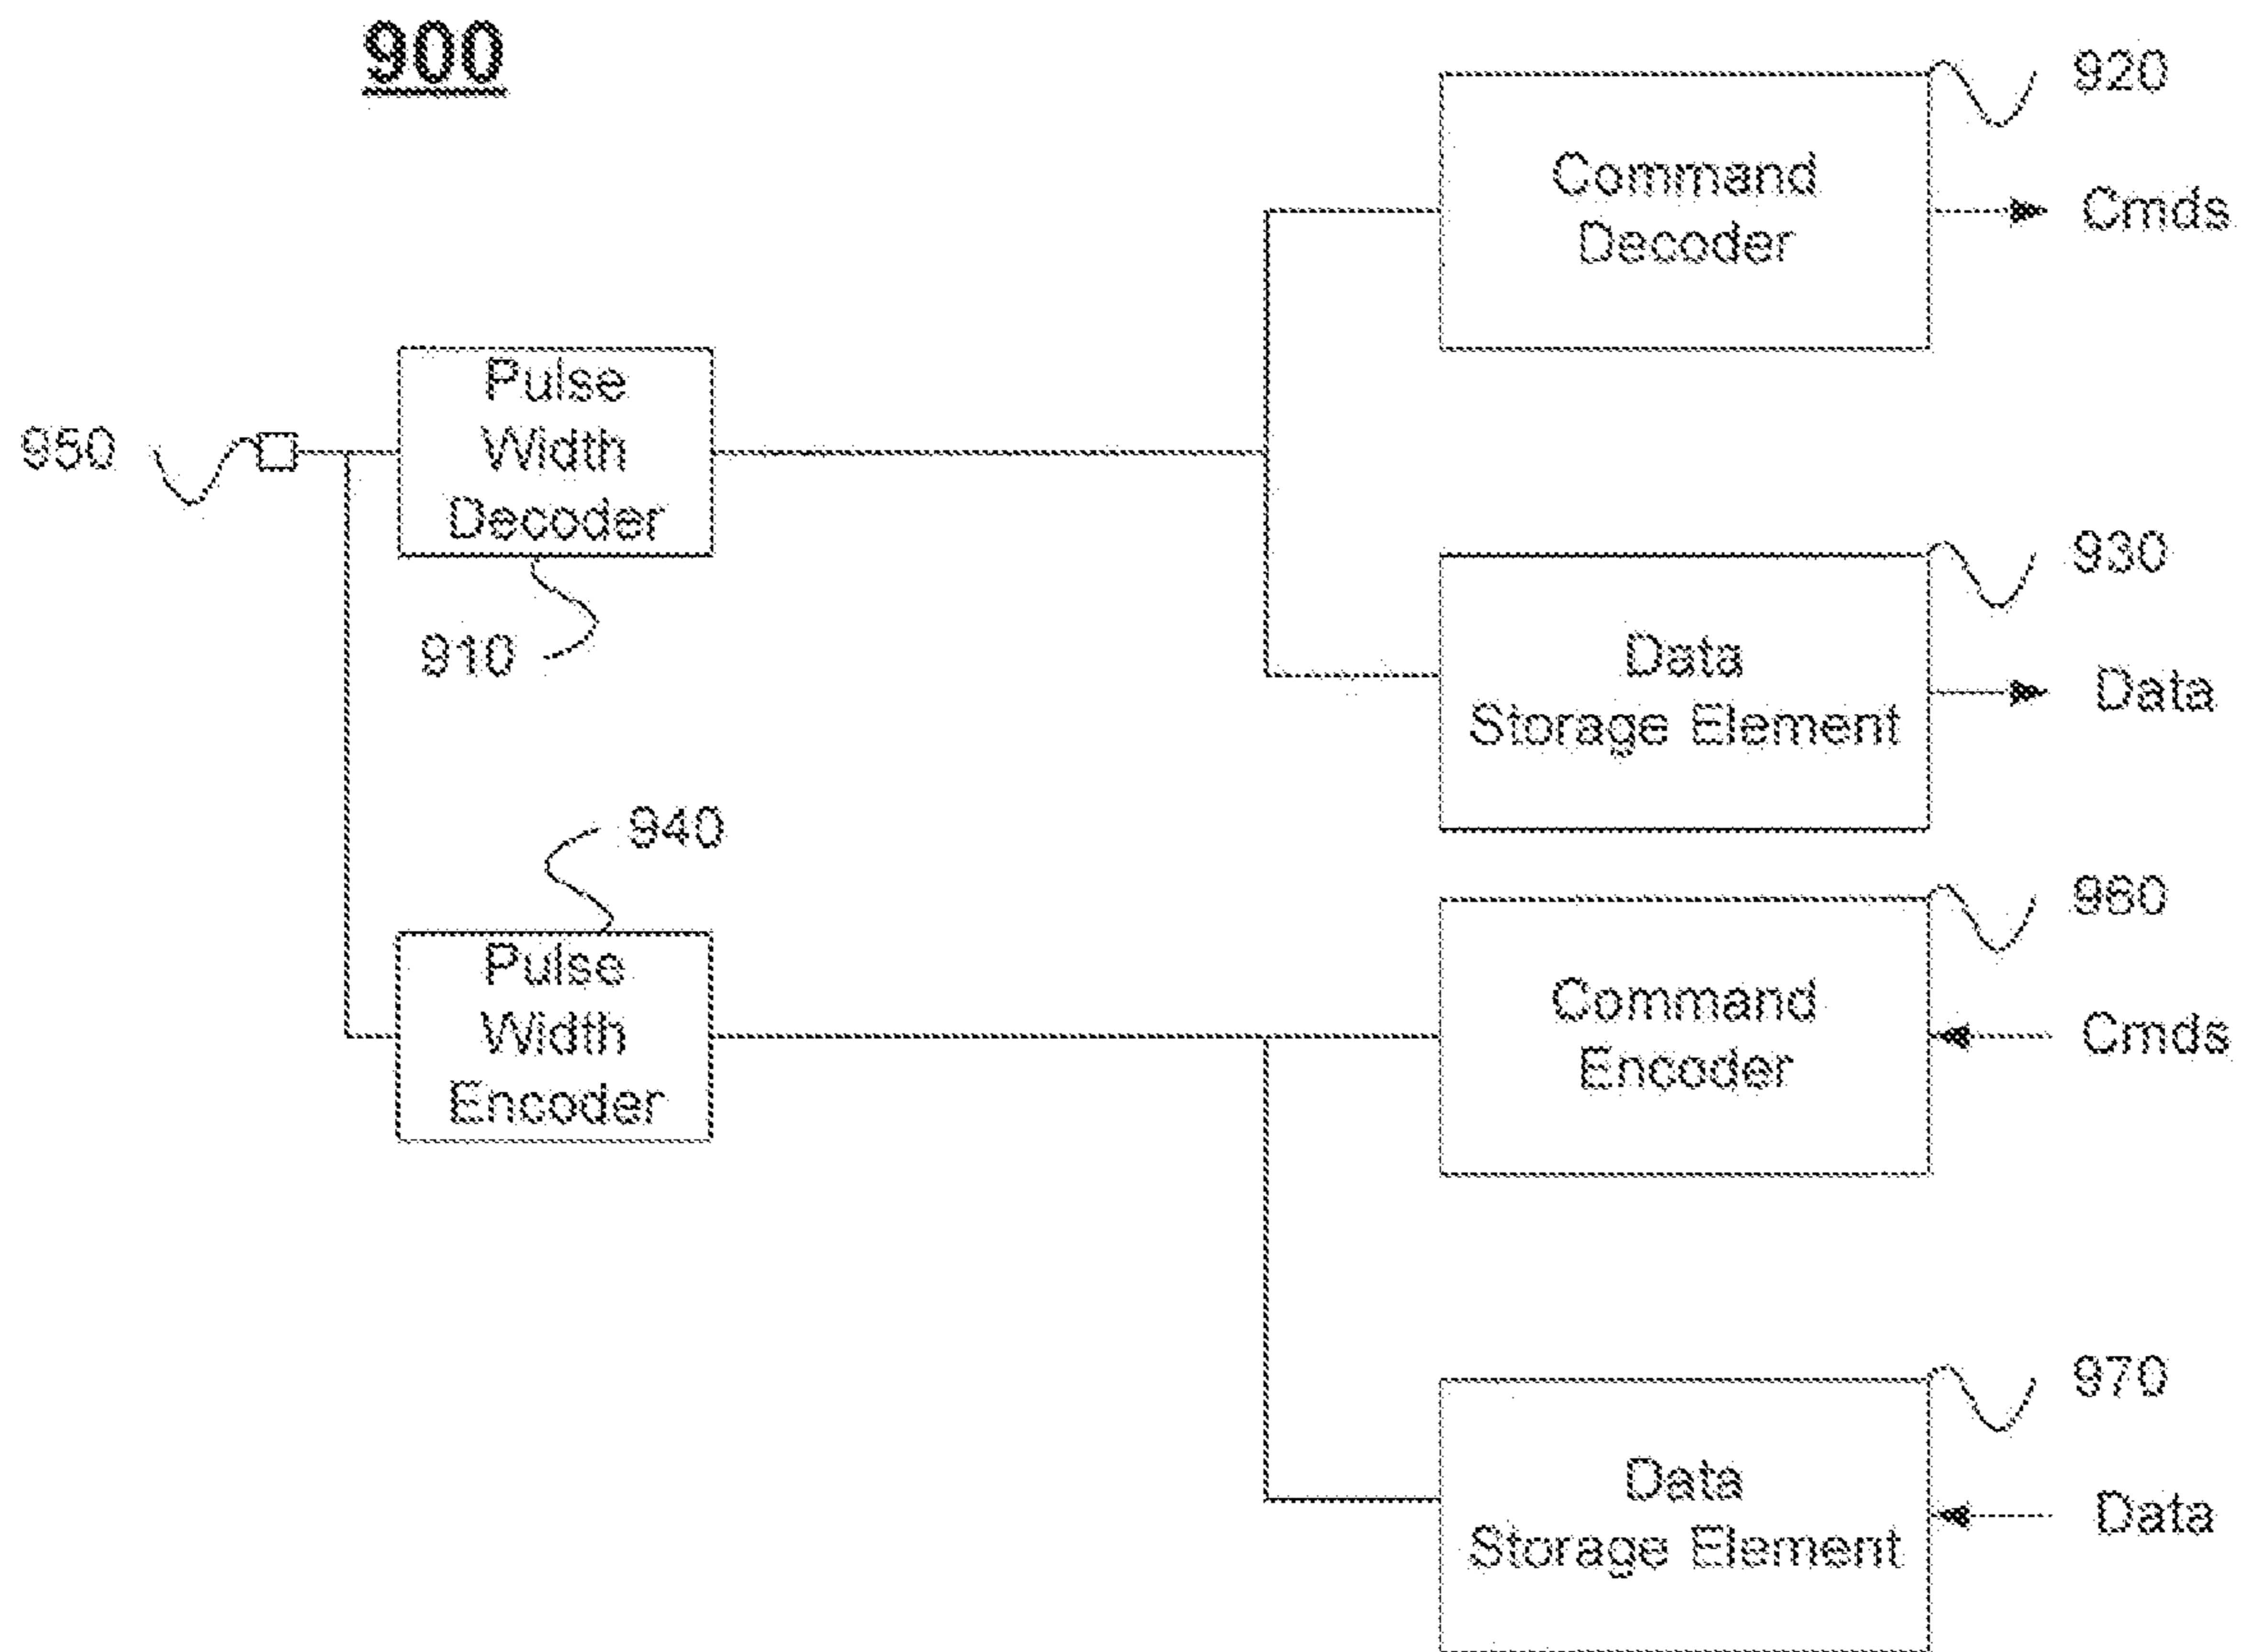 900
920
Command
Decoder
Cmds
Pulse
Width
Decoder
950
910
930
Data
Storage Element
Data
940
Pulse
Width
Encoder
960
Command
Encoder
Cmds
970
Data
Storage Element
Data